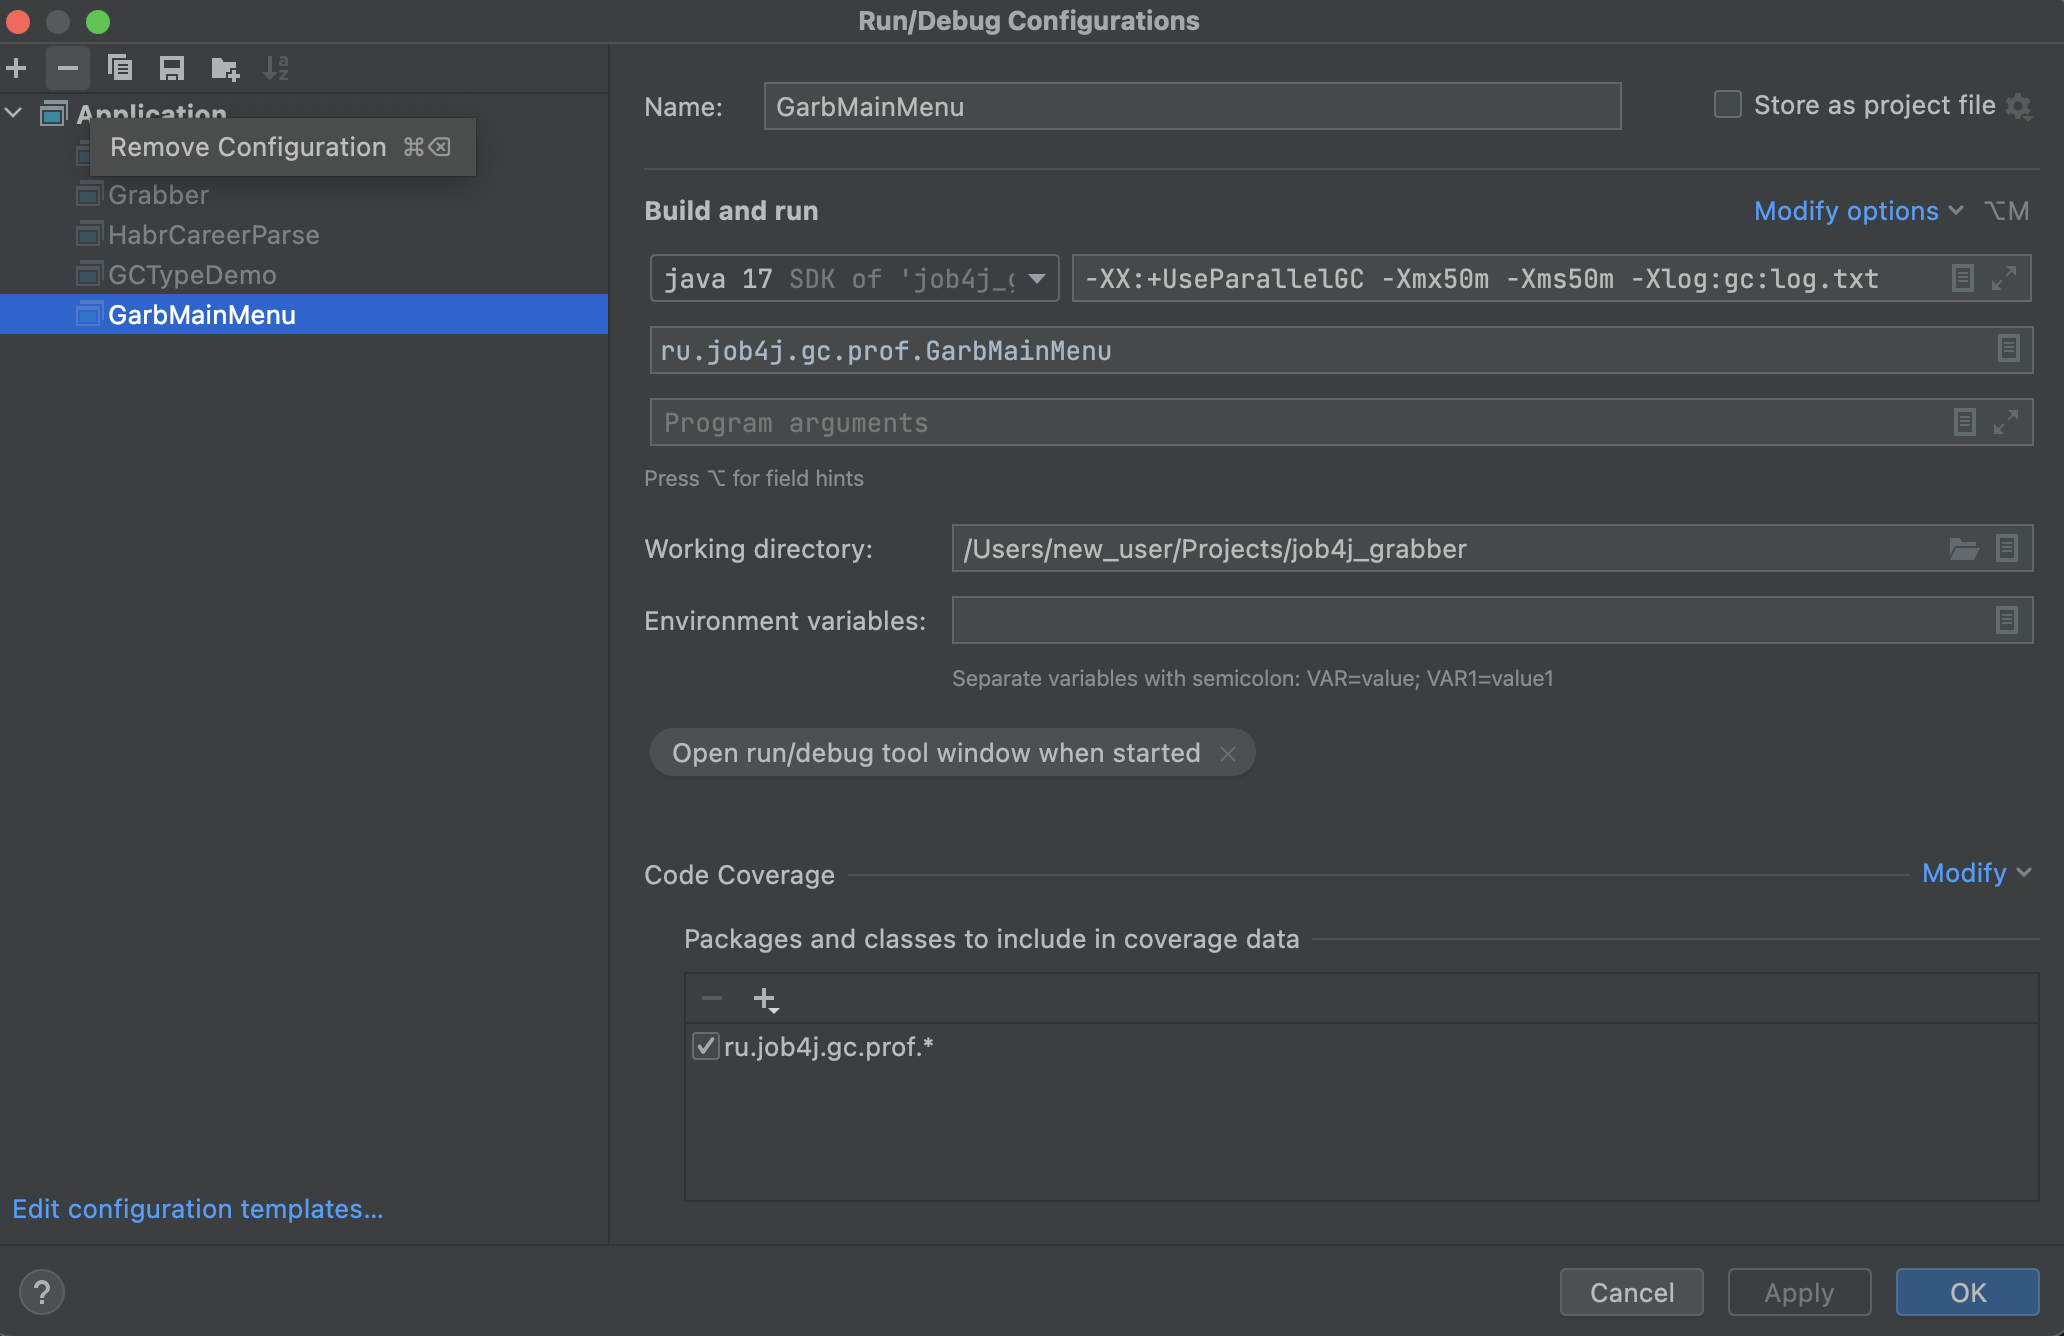 Run/Debug Configurations
Application
Remove Configuration ⌘⌫
Grabber
HabrCareerParse
GCTypeDemo
GarbMainMenu
Edit configuration templates...
Name: GarbMainMenu
Store as project file
Build and run
Modify options ⌥M
java 17 SDK of 'job4j_g
-XX:+UseParallelGC -Xmx50m -Xms50m -Xlog:gc:log.txt
ru.job4j.gc.prof.GarbMainMenu
Program arguments
Press ⌥ for field hints
Working directory: /Users/new_user/Projects/job4j_grabber
Environment variables:
Separate variables with semicolon: VAR=value; VAR1=value1
Open run/debug tool window when started
Code Coverage
Modify
Packages and classes to include in coverage data
ru.job4j.gc.prof.*
?
Cancel
Apply
OK